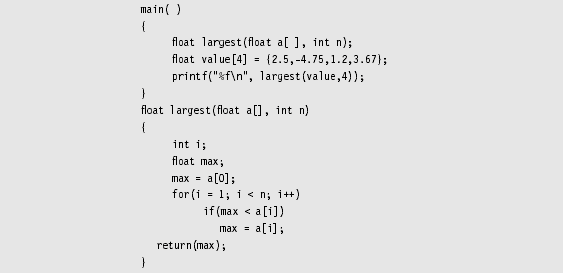 main( )
{
float largest(float a[ ], int n);
float value[4] = {2.5,-4.75,1.2,3.67};
printf("%f\n", largest(value,4));
}
float largest(float a[], int n)
{
int i;
float max;
max = a[0];
for(i = 1; i < n; i++)
if(max < a[i])
max = a[i];
return(max);
}